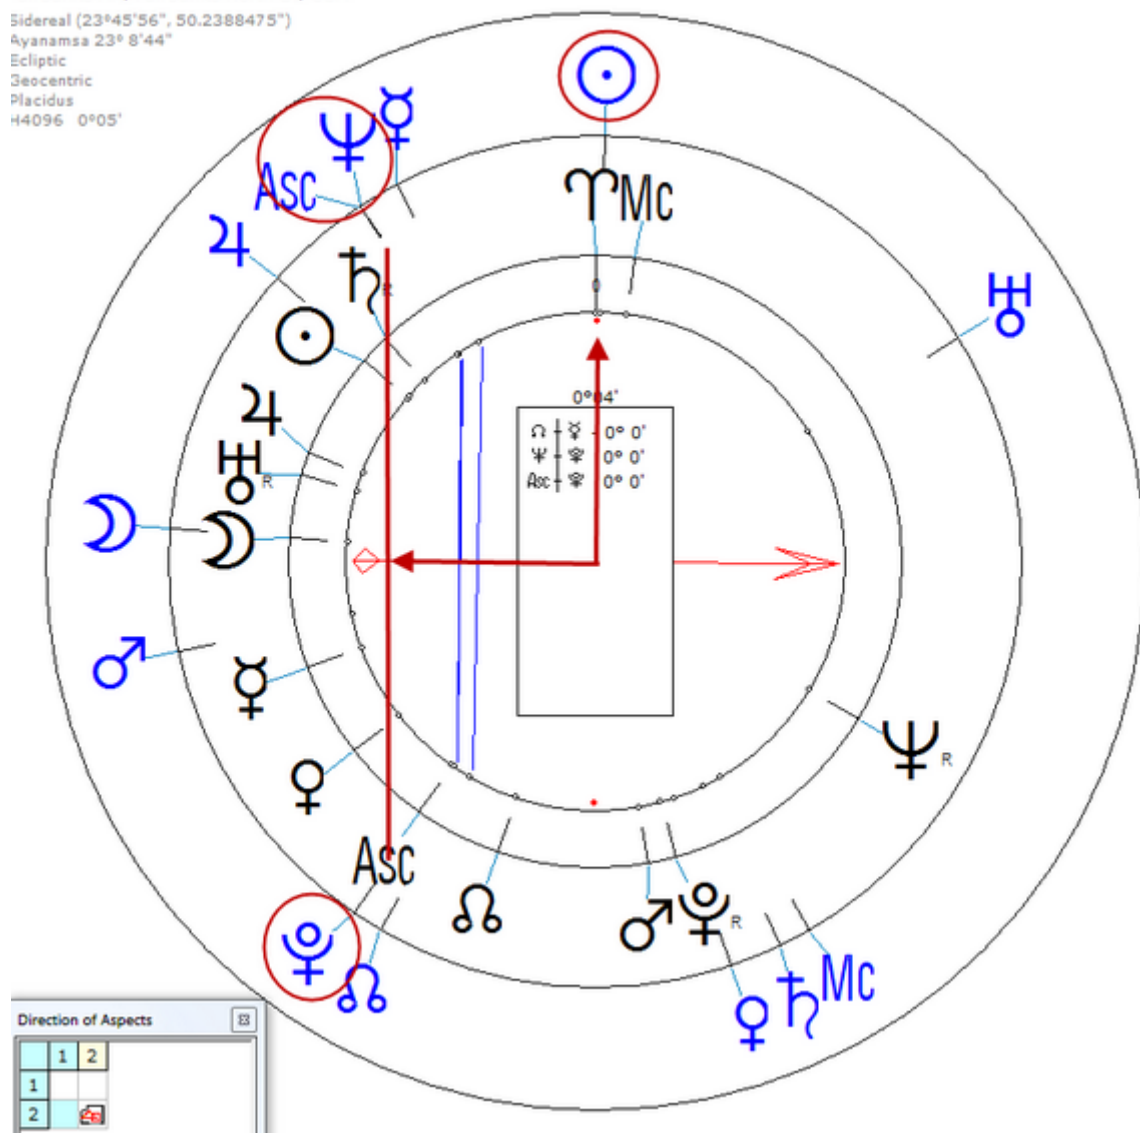 Sidereal (23°45'56", 50.2388475")
Ayanamsa 23° 8'44"
Ecliptic
Geocentric
Placidus
H4096 0°05'
☉
♆ ☿
Asc
♈ Mc
♃
♄ R
0
☉
♅
0°04'
♃
☊ ☿ 0° 0'
♅ R
♆ ⯓ 0° 0'
Asc ⯓ 0° 0'
☽ ☽
♂
☿
♆ R
♀
Asc
☊
♂ ♇ R
♇
☊
♀ ♄ Mc
Direction of Aspects
1 2
1
2